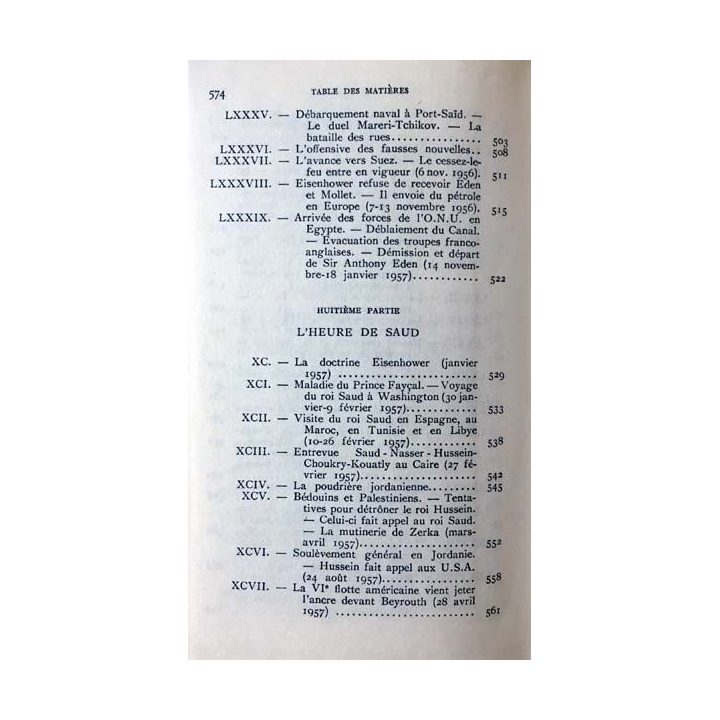 574 TABLE DES MATIÈRES
LXXXV. — Débarquement naval à Port-Saïd. —
Le duel Mareri-Tchikov. — La
bataille des rues................ 503
LXXXVI. — L'offensive des fausses nouvelles.. 508
LXXXVII. — L'avance vers Suez. — Le cessez-le-
feu entre en vigueur (6 nov. 1956). 511
LXXXVIII. — Eisenhower refuse de recevoir Eden
et Mollet. — Il envoie du pétrole
en Europe (7-13 novembre 1956). 515
LXXXIX. — Arrivée des forces de l'O.N.U. en
Egypte. — Déblaiement du Canal.
— Evacuation des troupes franco-
anglaises. — Démission et départ
de Sir Anthony Eden (14 novem-
bre-18 janvier 1957)............ 522
HUITIÈME PARTIE
L'HEURE DE SAUD
XC. — La doctrine Eisenhower (janvier
1957) ........................ 529
XCI. — Maladie du Prince Fayçal. — Voyage
du roi Saud à Washington (30 jan-
vier-9 février 1957)............ 533
XCII. — Visite du roi Saud en Espagne, au
Maroc, en Tunisie et en Libye
(10-26 février 1957)............ 538
XCIII. — Entrevue Saud-Nasser-Hussein-
Choukry-Kouatly au Caire (27 fé-
vrier 1957).................... 542
XCIV. — La poudrière jordanienne........ 545
XCV. — Bédouins et Palestiniens. — Tenta-
tives pour détrôner le roi Hussein.
— Celui-ci fait appel au roi Saud.
— La mutinerie de Zerka (mars-
avril 1957).................... 552
XCVI. — Soulèvement général en Jordanie.
— Hussein fait appel aux U.S.A.
(24 août 1957)................ 558
XCVII. — La VIe flotte américaine vient jeter
l'ancre devant Beyrouth (28 avril
1957) ........................ 561